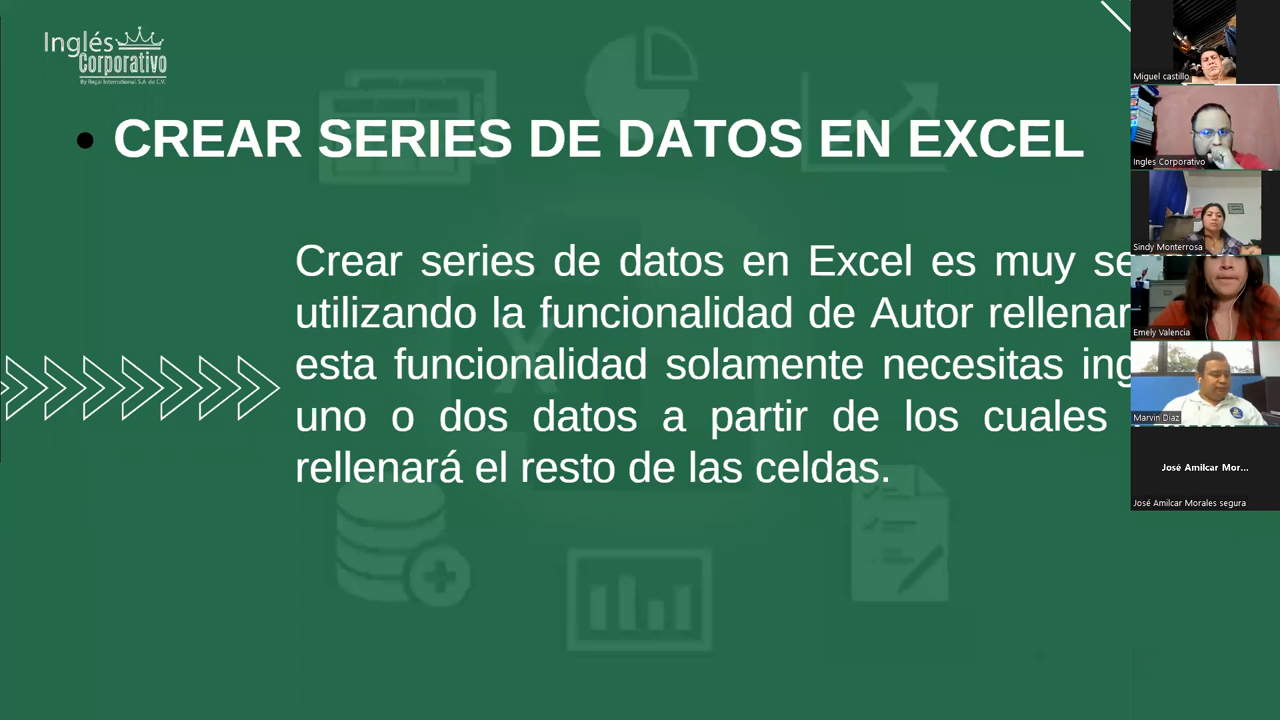 Inglés
Corporativo
By Regal International, S.A. de C.V.
• CREAR SERIES DE DATOS EN EXCEL
Crear series de datos en Excel es muy
utilizando la funcionalidad de Autor rellenar
esta funcionalidad solamente necesitas
uno o dos datos a partir de los cuales
rellenará el resto de las celdas.
Miguel castillo
Ingles Corporativo
Sindy Monterrosa
Emely Valencia
Marvin Diaz
José Amilcar Mor...
José Amilcar Morales segura